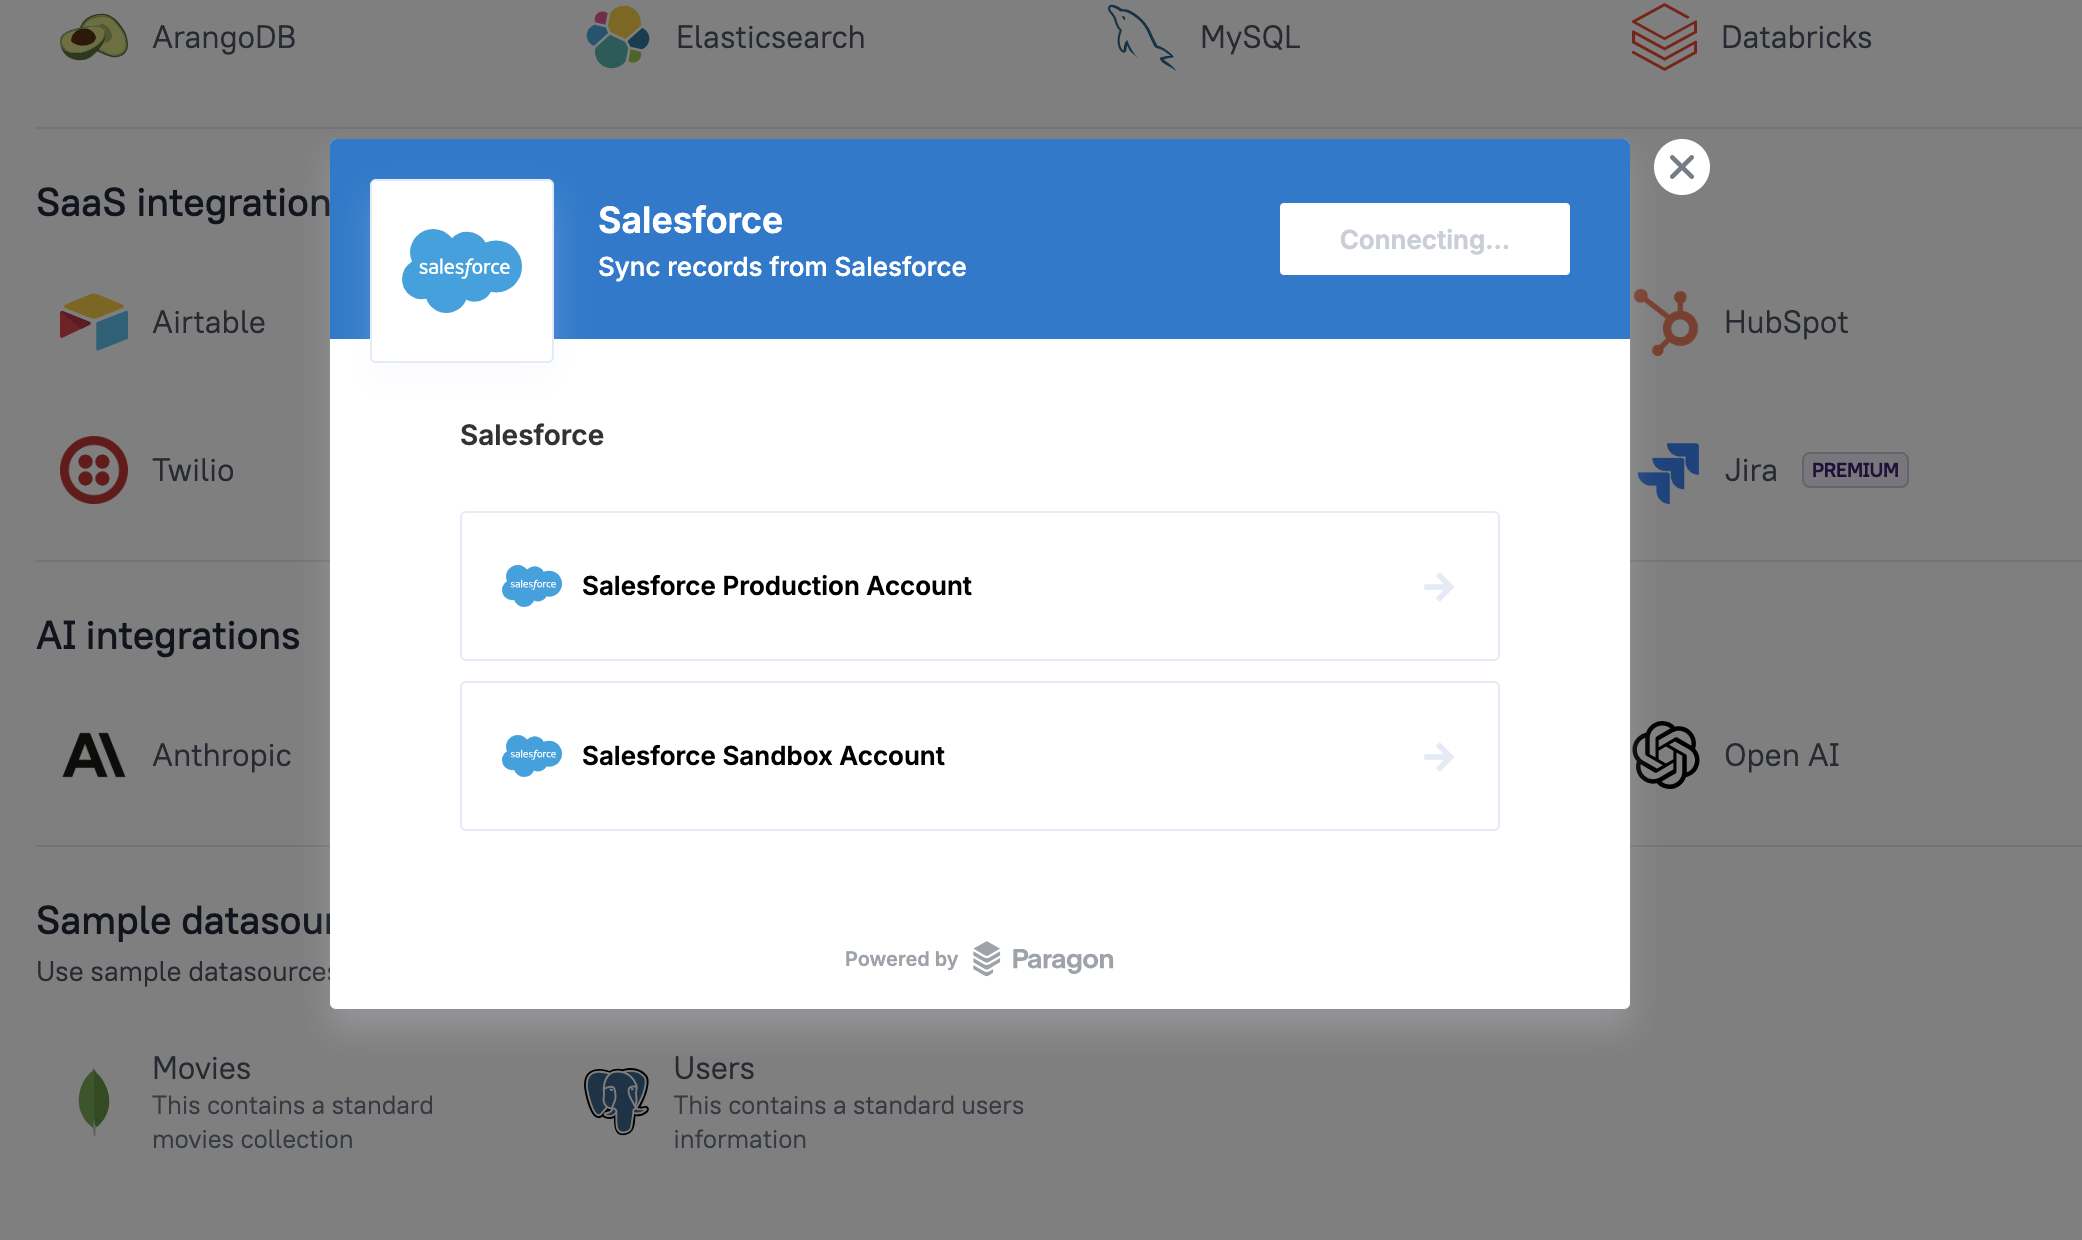 ArangoDB
Elasticsearch
MySQL
Databricks
SaaS integration
Salesforce
Sync records from Salesforce
Connecting...
salesforce
Airtable
HubSpot
Twilio
Jira
PREMIUM
Salesforce
salesforce
Salesforce Production Account
AI integrations
salesforce
Salesforce Sandbox Account
Anthropic
Open AI
Sample datasour
Use sample datasources
Powered by Paragon
Movies
This contains a standard
movies collection
Users
This contains a standard users
information